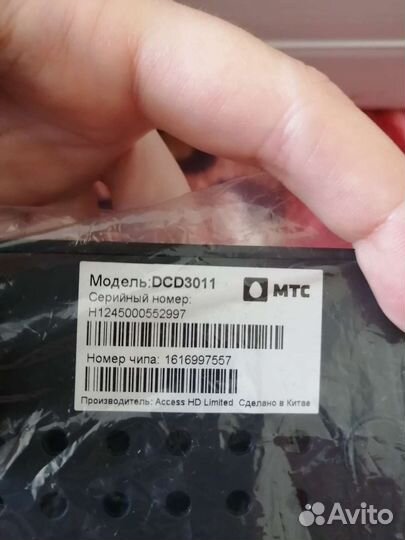 Модель:DCD3011
Серийный номер:
H1245000552997
МТС
Номер чипа: 1616997557
Производитель: Access HD Limited Сделано в Китае
Avito